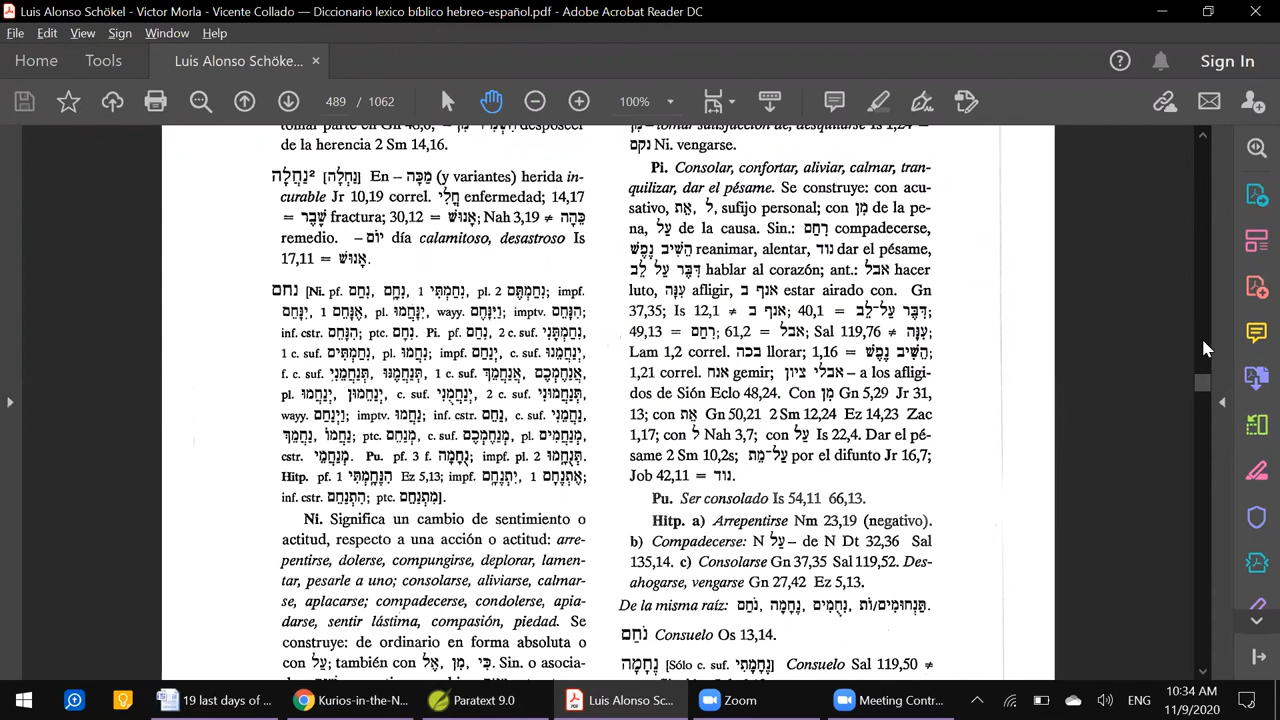 Luis Alonso Schökel - Victor Morla - Vicente Collado — Diccionario lexico bíblico hebreo-español.pdf - Adobe Acrobat Reader DC
File Edit View Sign Window Help
Home Tools Luis Alonso Schöke... × Sign In
489 / 1062 100%
de la herencia 2 Sm 14,16.
נַחְלָה² [נַחֲלָה] En – מַכָּה (y variantes) herida in-
curable Jr 10,19 correl. חֳלִי enfermedad; 14,17
= שֶׁבֶר fractura; 30,12 = אָנוּשׁ; Nah 3,19 ≠ כֵּהָה
remedio. – יוֹם día calamitoso, desastroso Is
17,11 = אָנוּשׁ.
נחם [Ni. pf. נִחַם, נִחָם, 1 נִחַמְתִּי, pl. 2 נִחַמְתֶּם; impf.
יִנָּחֵם, 1 אֶנָּחֵם, pl. יִנָּחֲמוּ, wayy. וַיִּנָּחֶם; imptv. הִנָּחֵם;
inf. cstr. הִנָּחֵם; ptc. נִחָם. Pi. pf. נִחַם, 2 c. suf. נִחַמְתָּנִי,
1 c. suf. נִחַמְתִּים, pl. נִחֲמוּ; impf. יְנַחֵם, c. suf. יְנַחֲמֵנוּ,
f. c. suf. תְּנַחֲמֵנִי, תְּנַחֲמֶנּוּ, 1 c. suf. אֲנַחֶמְךָ, אֲנַחֶמְכֶם,
pl. יְנַחֲמוּ, יְנַחֲמוּן, c. suf. יְנַחֲמֻנִי, 2 c. suf. תְּנַחֲמוּנִי,
wayy. וַיְנַחֵם; imptv. נַחֲמוּ; inf. cstr. נַחֵם, c. suf. נַחֲמֵנִי,
נַחֲמוֹ, נַחֲמֵךְ; ptc. מְנַחֵם, c. suf. מְנַחֶמְכֶם, pl. מְנַחֲמִים,
cstr. מְנַחֲמֵי. Pu. pf. 3 f. נֻחָמָה; impf. pl. 2 תְּנֻחָמוּ.
Hitp. pf. 1 הִנֶּחָמְתִּי Ez 5,13; impf. יִתְנֶחָם, 1 אֶתְנֶחָם;
inf. cstr. הִתְנַחֵם; ptc. מִתְנַחֵם].
Ni. Significa un cambio de sentimiento o
actitud, respecto a una acción o actitud: arre-
pentirse, dolerse, compungirse, deplorar, lamen-
tar, pesarle a uno; consolarse, aliviarse, calmar-
se, aplacarse; compadecerse, condolerse, apia-
darse, sentir lástima, compasión, piedad. Se
construye: de ordinario en forma absoluta o
con עַל; también con כִּי, מִן, אֶל. Sin. o asocia-
נקם Ni. vengarse.
Pi. Consolar, confortar, aliviar, calmar, tran-
quilizar, dar el pésame. Se construye: con acu-
sativo, אֵת, ל, sufijo personal; con מִן de la pe-
na, עַל de la causa. Sin.: רִחַם compadecerse,
הֵשִׁיב נֶפֶשׁ reanimar, alentar, נוד dar el pésame,
דִּבֶּר עַל לֵב hablar al corazón; ant.: אבל hacer
luto, עִנָּה afligir, אנף ב estar airado con. Gn
37,35; Is 12,1 ≠ אנף ב; 40,1 = דִּבֶּר עַל־לֵב;
49,13 = רִחַם; 61,2 = אבל; Sal 119,76 ≠ עִנָּה;
Lam 1,2 correl. בכה llorar; 1,16 = הֵשִׁיב נֶפֶשׁ;
1,21 correl. אנח gemir; אבלי ציון – a los afligi-
dos de Sión Eclo 48,24. Con מִן Gn 5,29 Jr 31,
13; con אֵת Gn 50,21 2 Sm 12,24 Ez 14,23 Zac
1,17; con ל Nah 3,7; con עַל Is 22,4. Dar el pé-
same 2 Sm 10,2s; עַל־מֵת por el difunto Jr 16,7;
Job 42,11 = נוד.
Pu. Ser consolado Is 54,11 66,13.
Hitp. a) Arrepentirse Nm 23,19 (negativo).
b) Compadecerse: N עַל – de N Dt 32,36 Sal
135,14. c) Consolarse Gn 37,35 Sal 119,52. Des-
ahogarse, vengarse Gn 27,42 Ez 5,13.
De la misma raíz: נֹחַם, נֶחָמָה, נִחֻמִים, תַּנְחוּמִים/וֹת.
נֹחַם Consuelo Os 13,14.
נֶחָמָה [Sólo c. suf. נֶחָמָתִי] Consuelo Sal 119,50 ≠
19 last days of ... Kurios-in-the-N... Paratext 9.0 Luis Alonso Sc... Zoom Meeting Contr... ENG 10:34 AM
11/9/2020